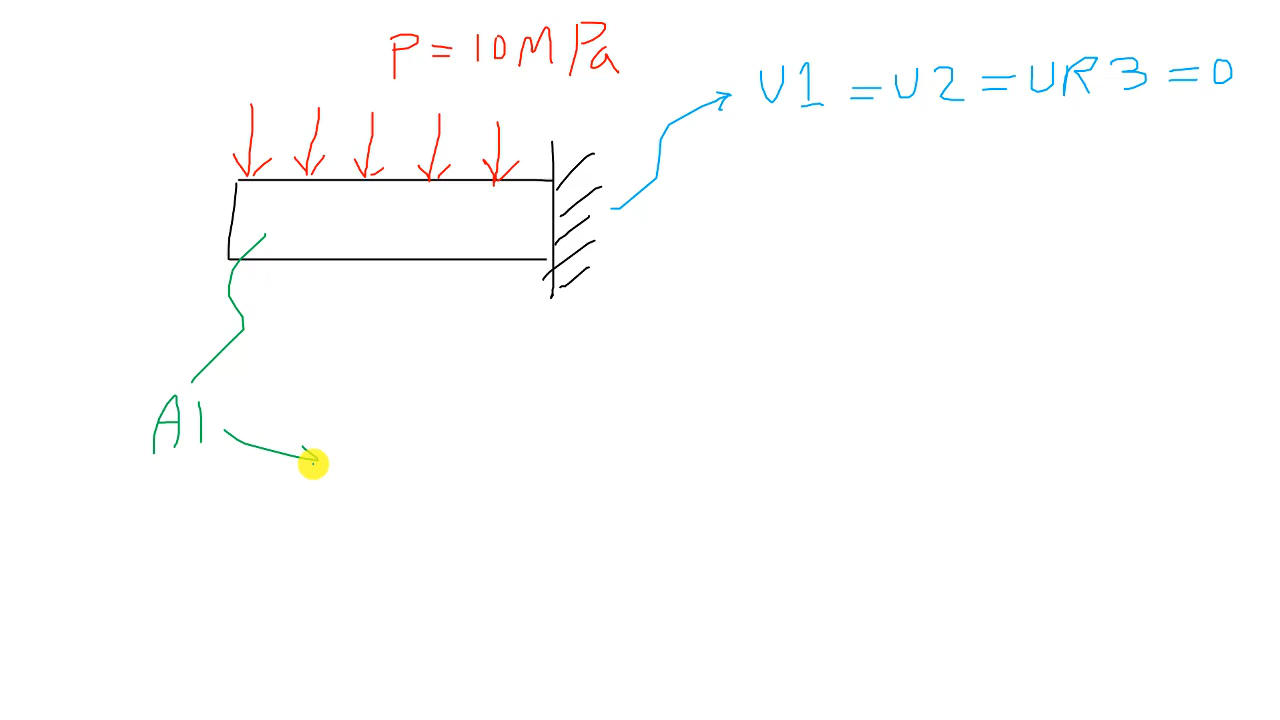 P = 10 MPa
U1 = U2 = UR3 = 0
Al